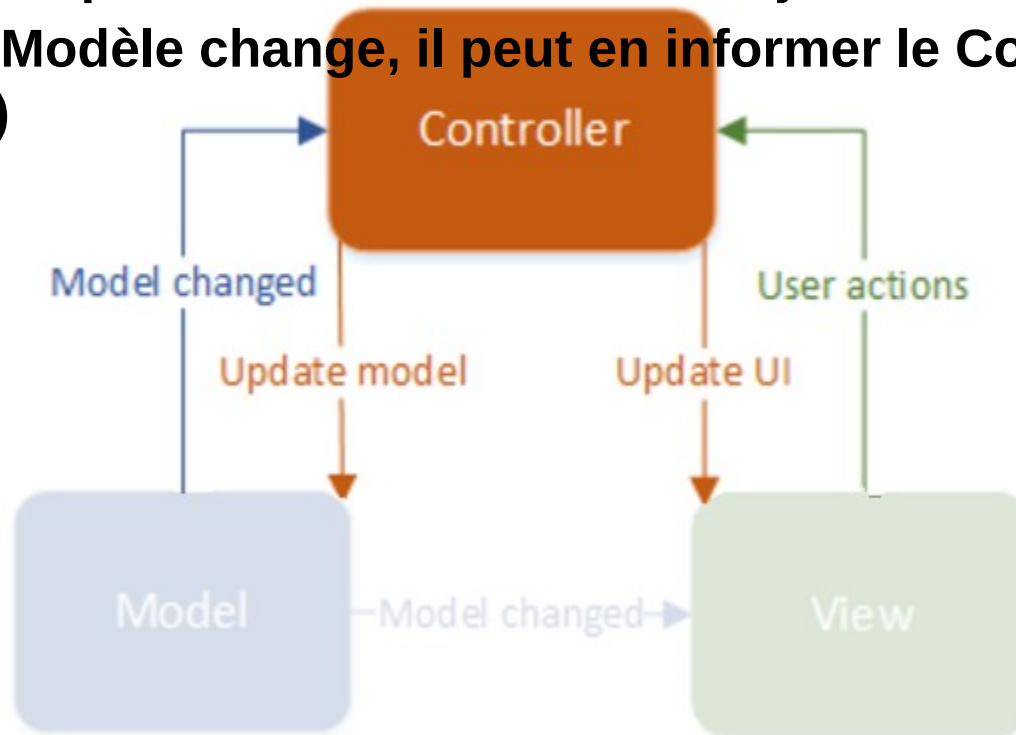 Modèle change, il peut en informer le Co
)
Controller
Model changed
User actions
Update model
Update UI
Model
Model changed
View